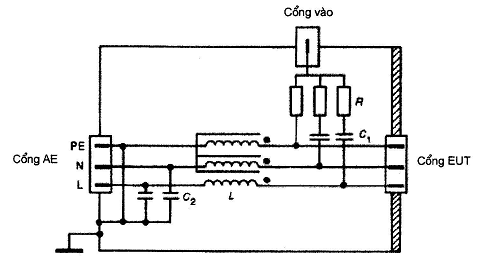 Cổng vào
R
PE
C1
Cổng AE
N
Cổng EUT
L
C2
L